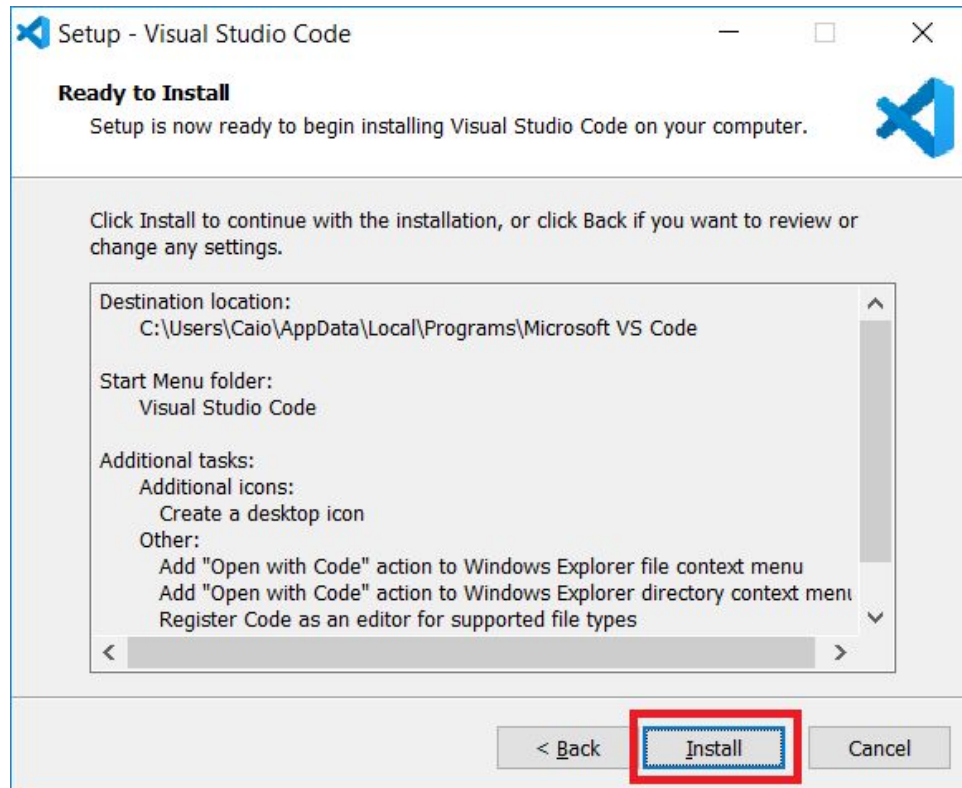 Setup - Visual Studio Code
Ready to Install
Setup is now ready to begin installing Visual Studio Code on your computer.
Click Install to continue with the installation, or click Back if you want to review or
change any settings.
Destination location:
C:\Users\Caio\AppData\Local\Programs\Microsoft VS Code
Start Menu folder:
Visual Studio Code
Additional tasks:
Additional icons:
Create a desktop icon
Other:
Add "Open with Code" action to Windows Explorer file context menu
Add "Open with Code" action to Windows Explorer directory context menu
Register Code as an editor for supported file types
< Back
Install
Cancel